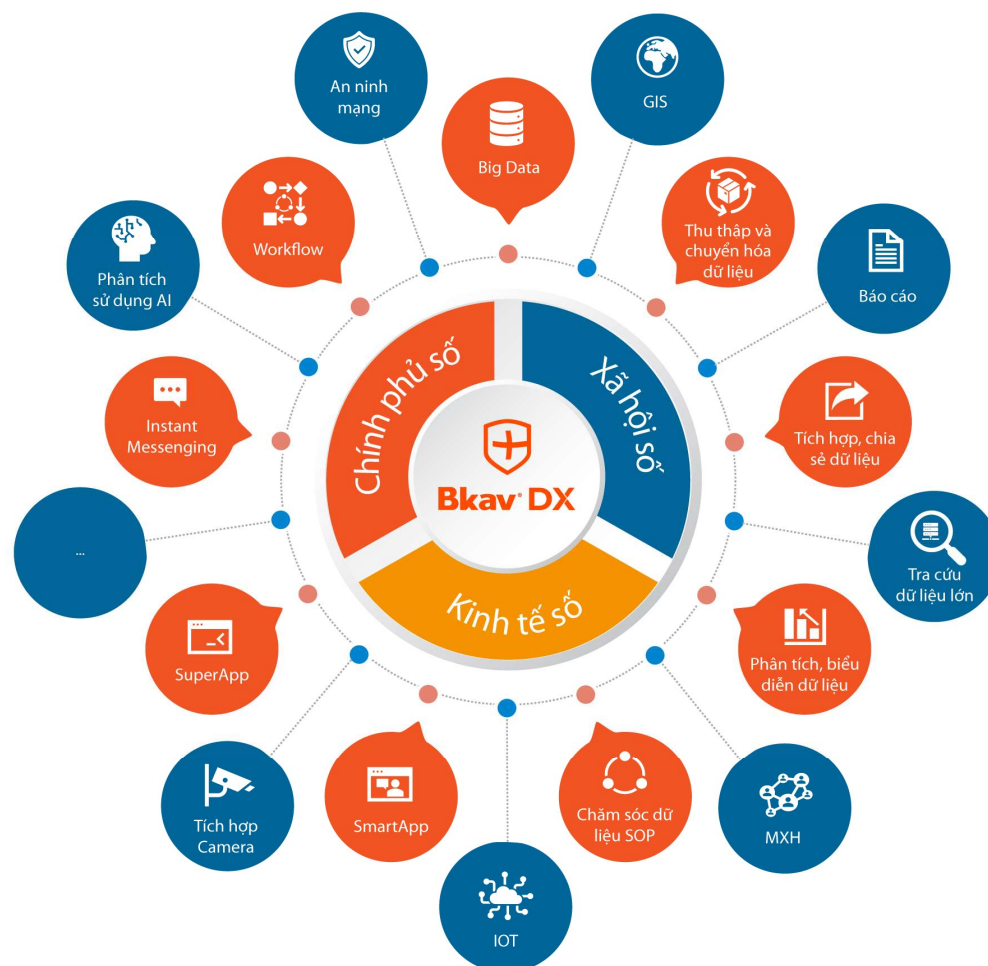 An ninh
mạng
GIS
Big Data
Workflow
Thu thập và
chuyển hóa
dữ liệu
Phân tích
sử dụng AI
Báo cáo
Chính phủ số
Xã hội số
Instant
Messenging
Tích hợp, chia
sẻ dữ liệu
Bkav® DX
...
Tra cứu
dữ liệu lớn
Kinh tế số
SuperApp
Phân tích, biểu
diễn dữ liệu
Tích hợp
Camera
SmartApp
Chăm sóc dữ
liệu SOP
MXH
IOT